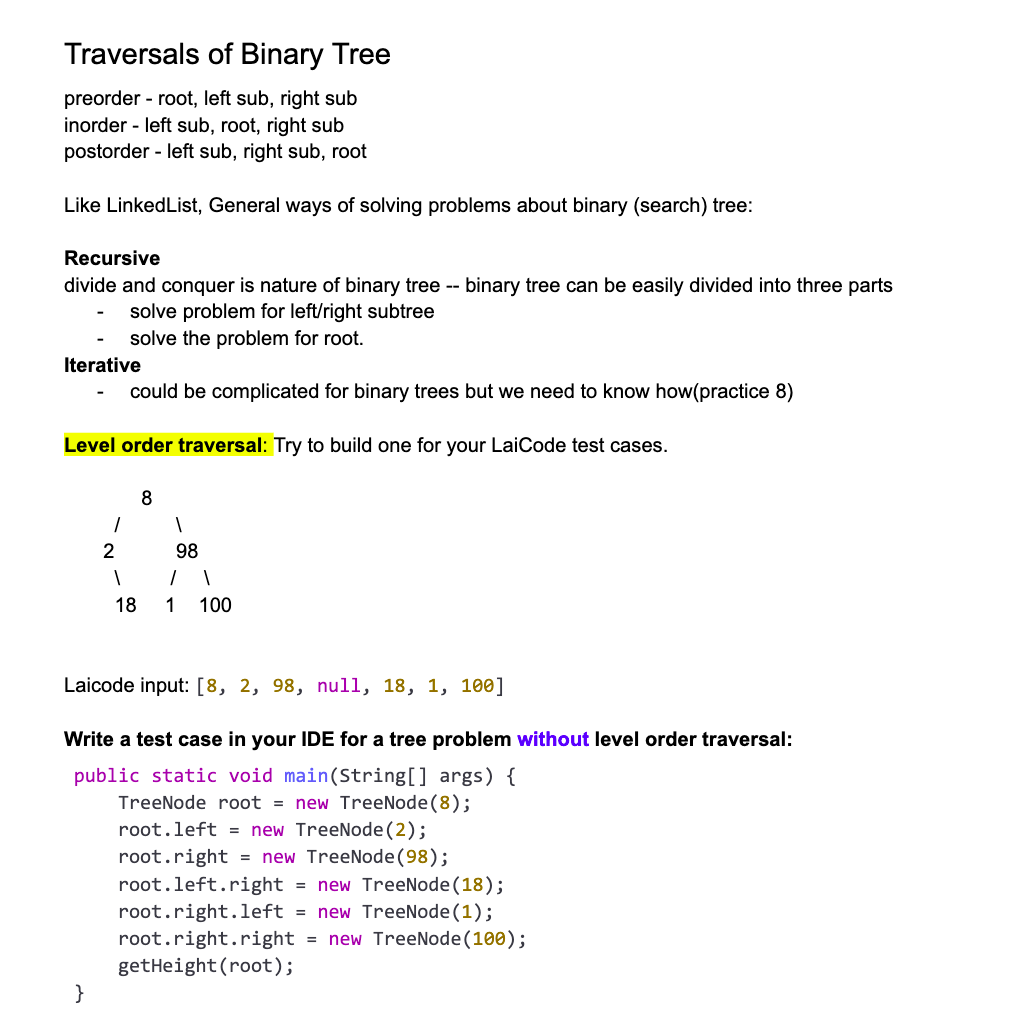 Traversals of Binary Tree
preorder - root, left sub, right sub
inorder - left sub, root, right sub
postorder - left sub, right sub, root
Like LinkedList, General ways of solving problems about binary (search) tree:
Recursive
divide and conquer is nature of binary tree -- binary tree can be easily divided into three parts
- solve problem for left/right subtree
- solve the problem for root.
Iterative
- could be complicated for binary trees but we need to know how(practice 8)
Level order traversal: Try to build one for your LaiCode test cases.
8
/ \
2 98
\ / \
18 1 100
Laicode input: [8, 2, 98, null, 18, 1, 100]
Write a test case in your IDE for a tree problem without level order traversal:
public static void main(String[] args) {
    TreeNode root = new TreeNode(8);
    root.left = new TreeNode(2);
    root.right = new TreeNode(98);
    root.left.right = new TreeNode(18);
    root.right.left = new TreeNode(1);
    root.right.right = new TreeNode(100);
    getHeight(root);
}